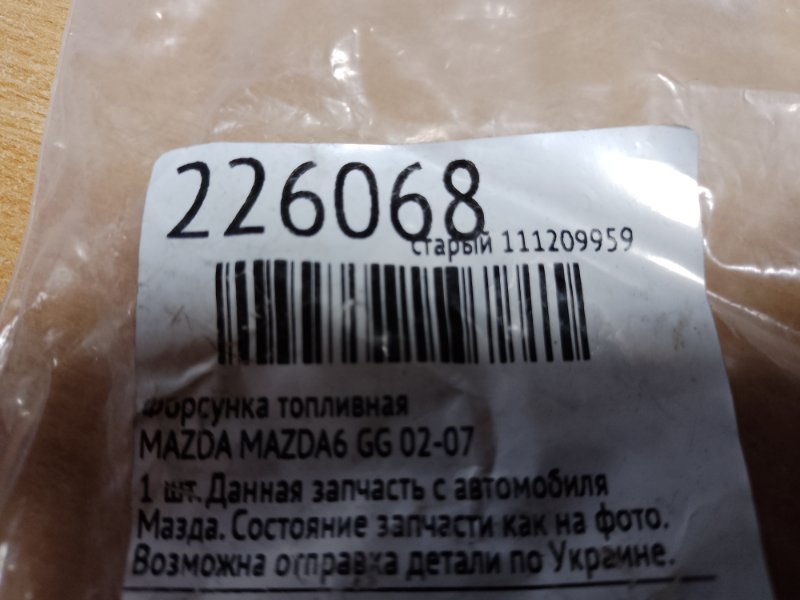 226068
старый 111209959
Форсунка топливная
MAZDA MAZDA6 GG 02-07
1 шт. Данная запчасть с автомобиля
Мазда. Состояние запчасти как на фото.
Возможна отправка детали по Украине.